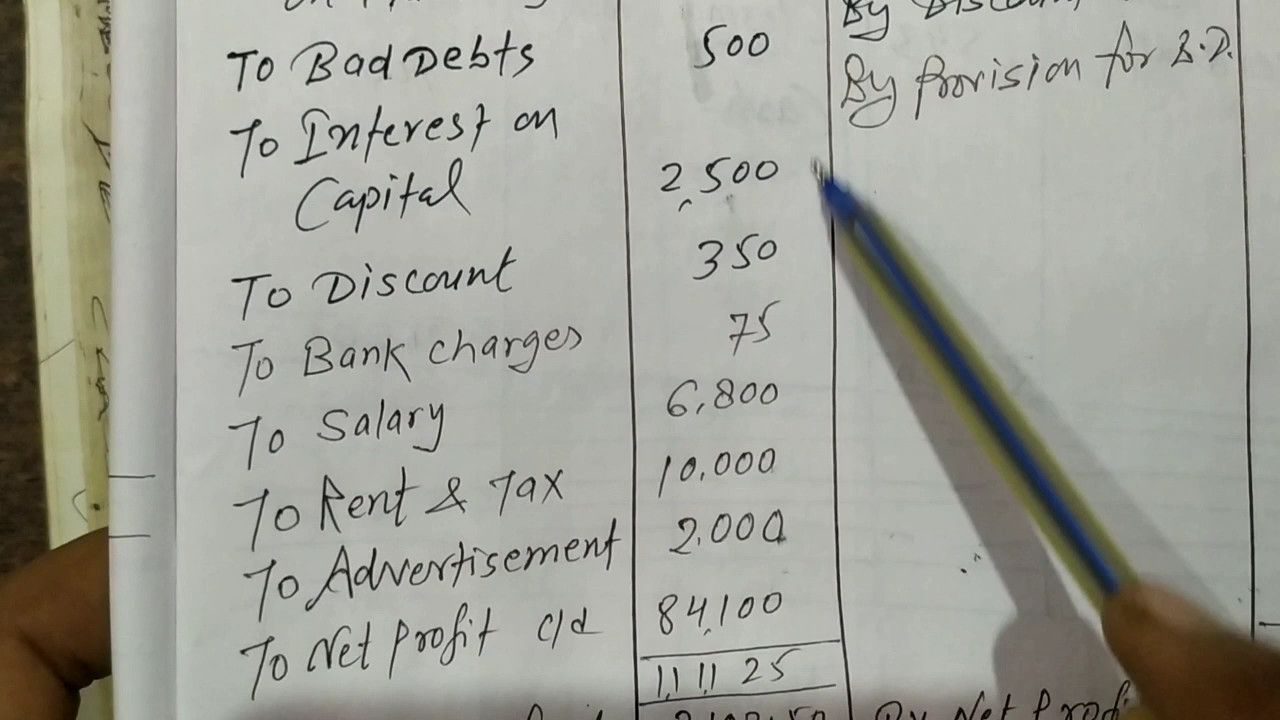 To Bad Debts 500
By Provision for B.D.
To Interest on
Capital 2,500
To Discount 350
To Bank charges 75
To Salary 6,800
To Rent & Tax 10,000
To Advertisement 2,000
To Net Profit c/d 84,100
1,11,125
By Net